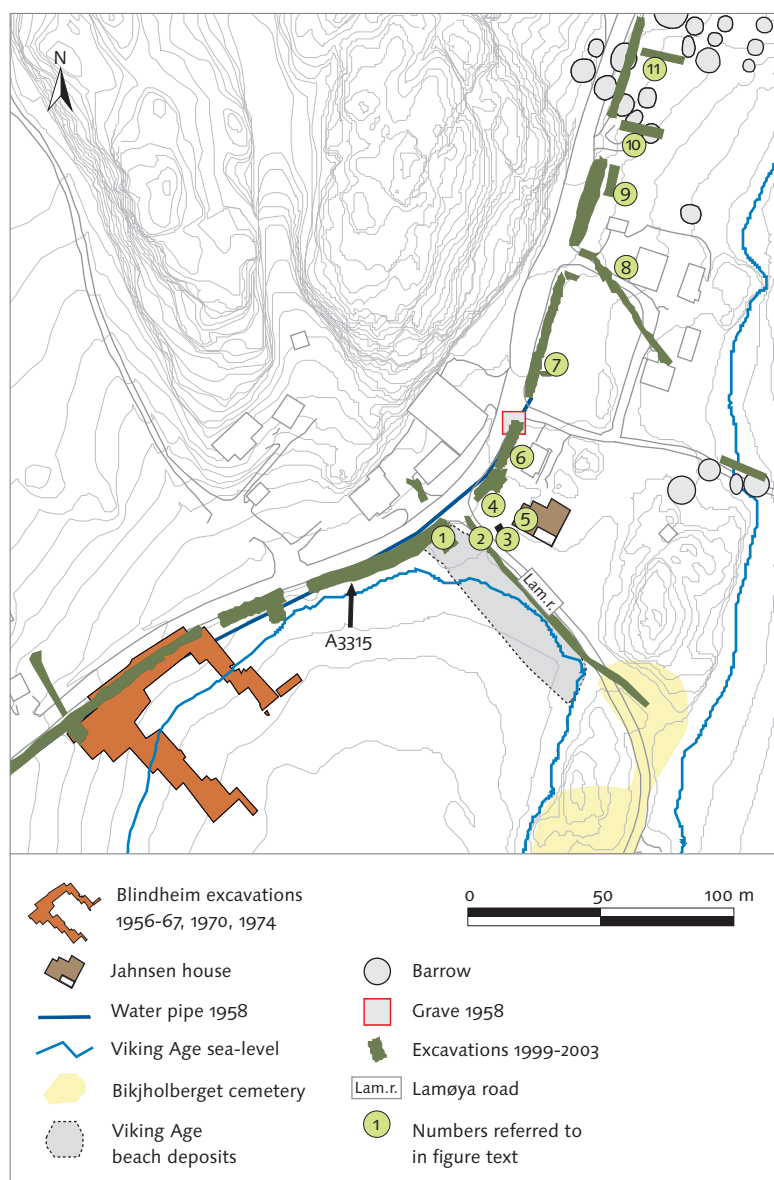 N
11
10
9
8
7
6
4
5
1
2
3
Lam.r.
A3315
Blindheim excavations
1956-67, 1970, 1974
0 50 100 m
Jahnsen house
Barrow
Water pipe 1958
Grave 1958
Viking Age sea-level
Excavations 1999-2003
Bikjholberget cemetery
Lam.r. Lamøya road
Viking Age
beach deposits
1 Numbers referred to
in figure text